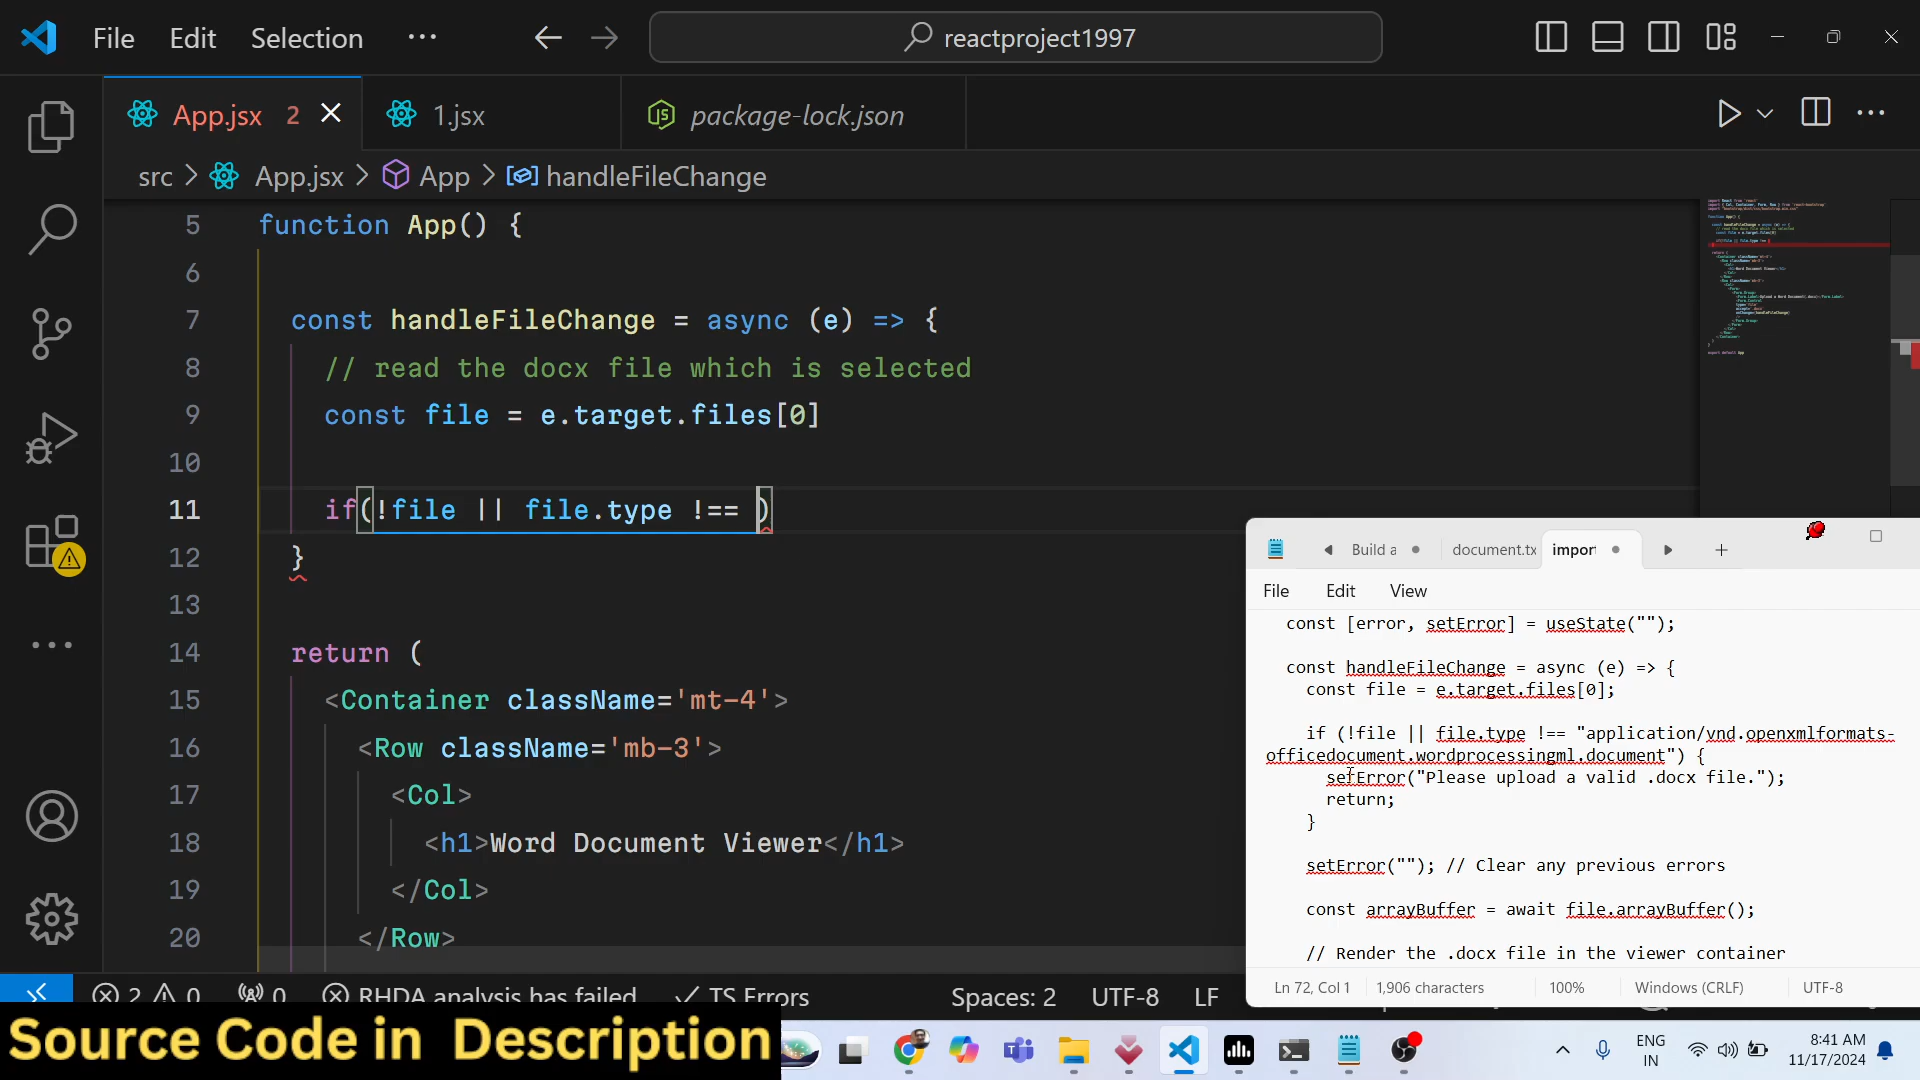 File Edit Selection ··· reactproject1997
App.jsx 2 1.jsx package-lock.json
src > App.jsx > App > handleFileChange
5 function App() {
6
7 const handleFileChange = async (e) => {
8 // read the docx file which is selected
9 const file = e.target.files[0]
10
11 if(!file || file.type !== )
12 }
13
14 return (
15 <Container className='mt-4'>
16 <Row className='mb-3'>
17 <Col>
18 <h1>Word Document Viewer</h1>
19 </Col>
20 </Row>
Build a document.tx import
File Edit View
const [error, setError] = useState("");
const handleFileChange = async (e) => {
const file = e.target.files[0];
if (!file || file.type !== "application/vnd.openxmlformats-
officedocument.wordprocessingml.document") {
setError("Please upload a valid .docx file.");
return;
}
setError(""); // Clear any previous errors
const arrayBuffer = await file.arrayBuffer();
// Render the .docx file in the viewer container
Ln 72, Col 1 1,906 characters 100% Windows (CRLF) UTF-8
2 0 0 RHDA analysis has failed TS Errors Spaces: 2 UTF-8 LF
Source Code in Description
ENG
IN
8:41 AM
11/17/2024